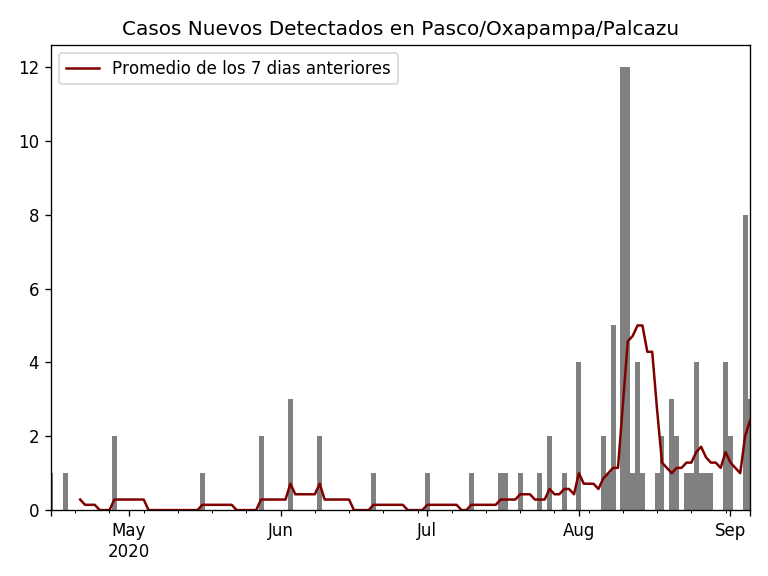 Casos Nuevos Detectados en Pasco/Oxapampa/Palcazu
Promedio de los 7 dias anteriores
12
10
8
6
4
2
0
May Jun Jul Aug Sep
2020